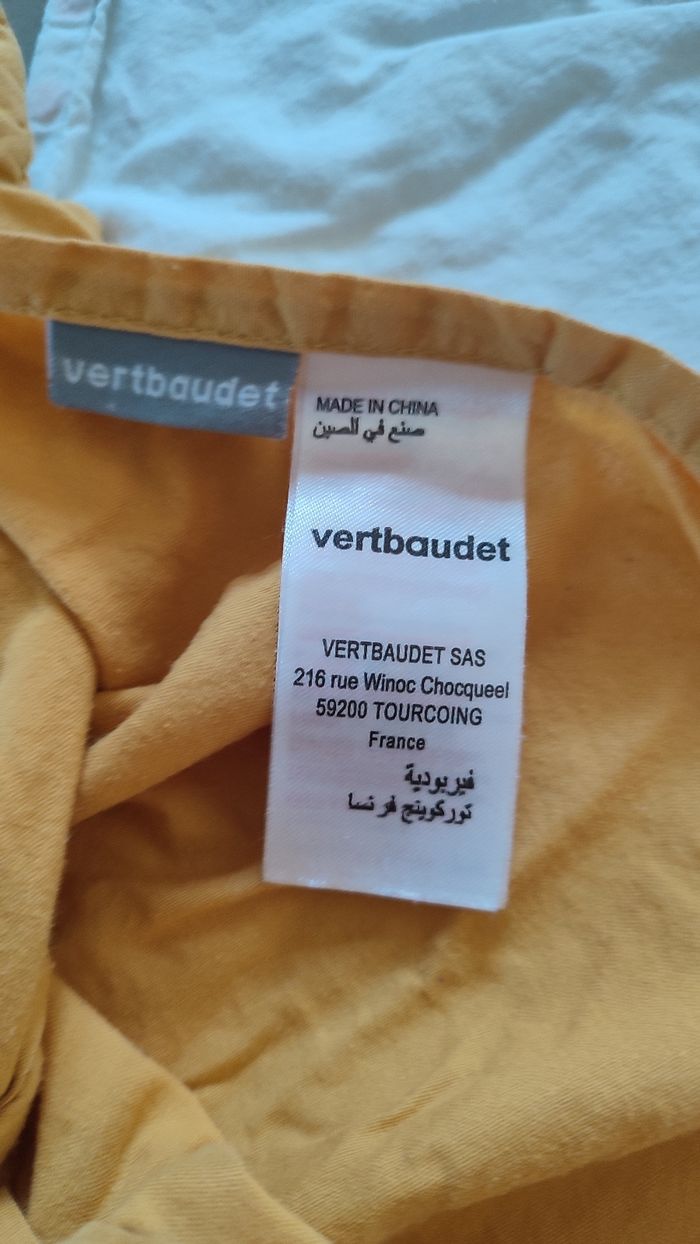 vertbaudet
MADE IN CHINA
صنع في الصين
vertbaudet
VERTBAUDET SAS
216 rue Winoc Chocqueel
59200 TOURCOING
France
فيربودية
توركوينج فرنسا